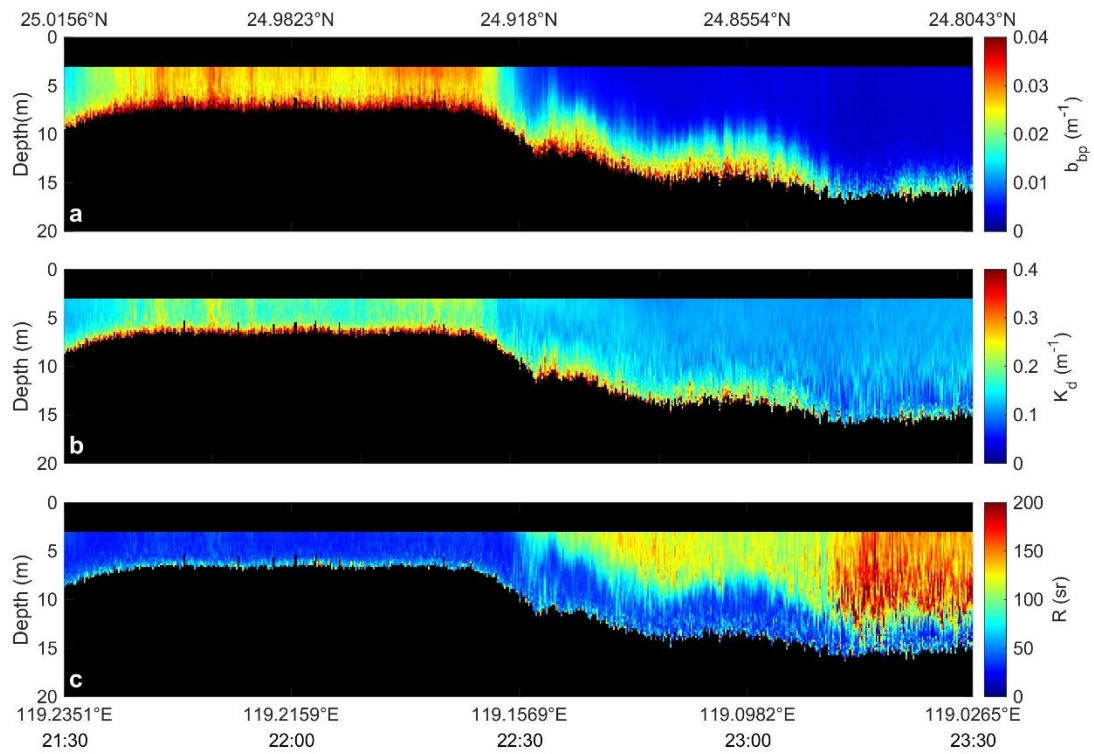 25.0156°N 24.9823°N 24.918°N 24.8554°N 24.8043°N
0
5
10
15
20
Depth(m)
a
0.04
0.03
0.02
0.01
0
b_bp (m⁻¹)
0
5
10
15
20
Depth (m)
b
0.4
0.3
0.2
0.1
0
K_d (m⁻¹)
0
5
10
15
20
Depth (m)
c
200
150
100
50
0
R (sr)
119.2351°E 119.2159°E 119.1569°E 119.0982°E 119.0265°E
21:30 22:00 22:30 23:00 23:30